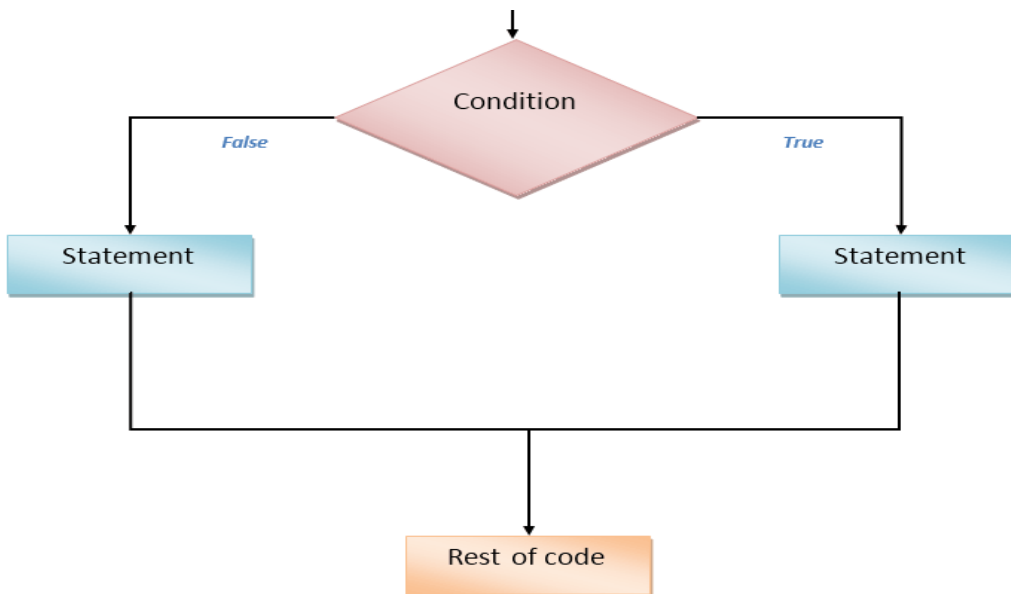 Condition
False
True
Statement
Statement
Rest of code